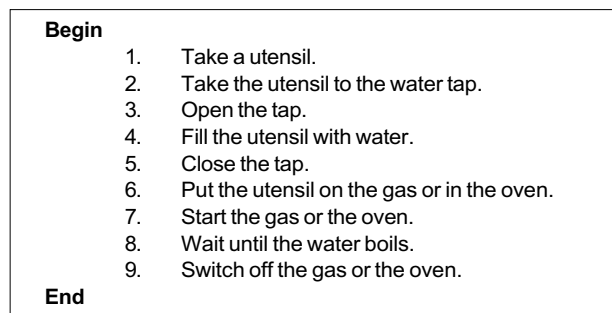 Begin
1. Take a utensil.
2. Take the utensil to the water tap.
3. Open the tap.
4. Fill the utensil with water.
5. Close the tap.
6. Put the utensil on the gas or in the oven.
7. Start the gas or the oven.
8. Wait until the water boils.
9. Switch off the gas or the oven.
End